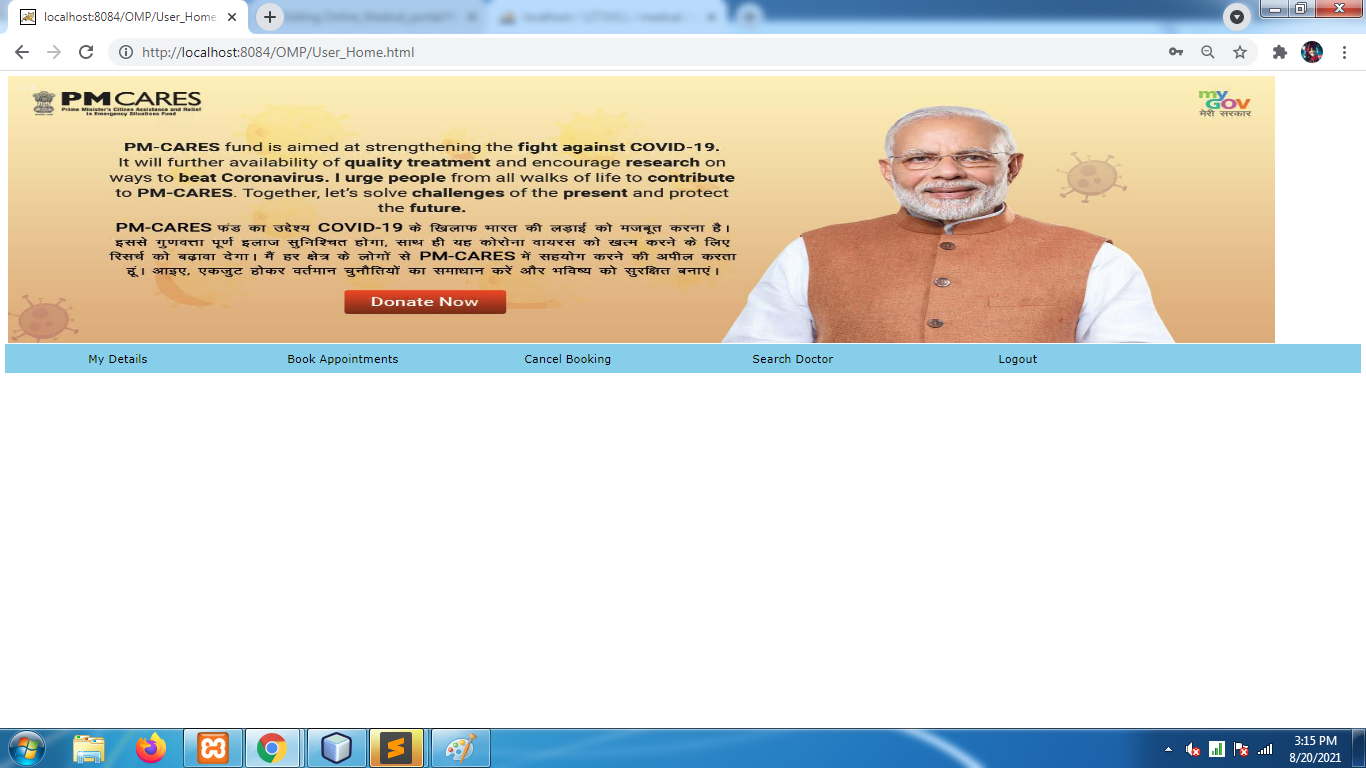 localhost:8084/OMP/User_Home
http://localhost:8084/OMP/User_Home.html
PM CARES
Prime Minister's Citizen Assistance and Relief
in Emergency Situations Fund
my
GOV
मेरी सरकार
PM-CARES fund is aimed at strengthening the fight against COVID-19.
It will further availability of quality treatment and encourage research on
ways to beat Coronavirus. I urge people from all walks of life to contribute
to PM-CARES. Together, let's solve challenges of the present and protect
the future.
PM-CARES फंड का उद्देश्य COVID-19 के खिलाफ भारत की लड़ाई को मजबूत करना है।
इससे गुणवत्ता पूर्ण इलाज सुनिश्चित होगा, साथ ही यह कोरोना वायरस को खत्म करने के लिए
रिसर्च को बढ़ावा देगा। मैं हर क्षेत्र के लोगों से PM-CARES में सहयोग करने की अपील करता
हूं। आइए, एकजुट होकर वर्तमान चुनौतियों का समाधान करें और भविष्य को सुरक्षित बनाएं।
Donate Now
My Details Book Appointments Cancel Booking Search Doctor Logout
3:15 PM
8/20/2021